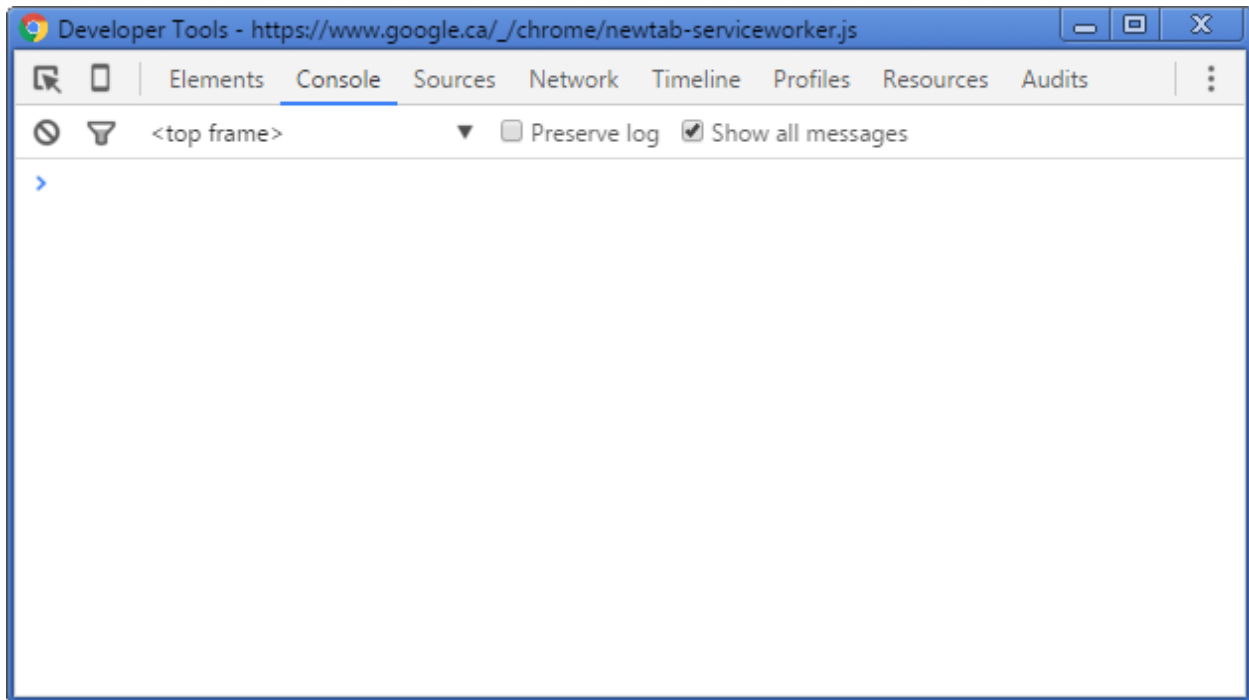 Developer Tools - https://www.google.ca/_/chrome/newtab-serviceworker.js
Elements Console Sources Network Timeline Profiles Resources Audits
<top frame> Preserve log Show all messages